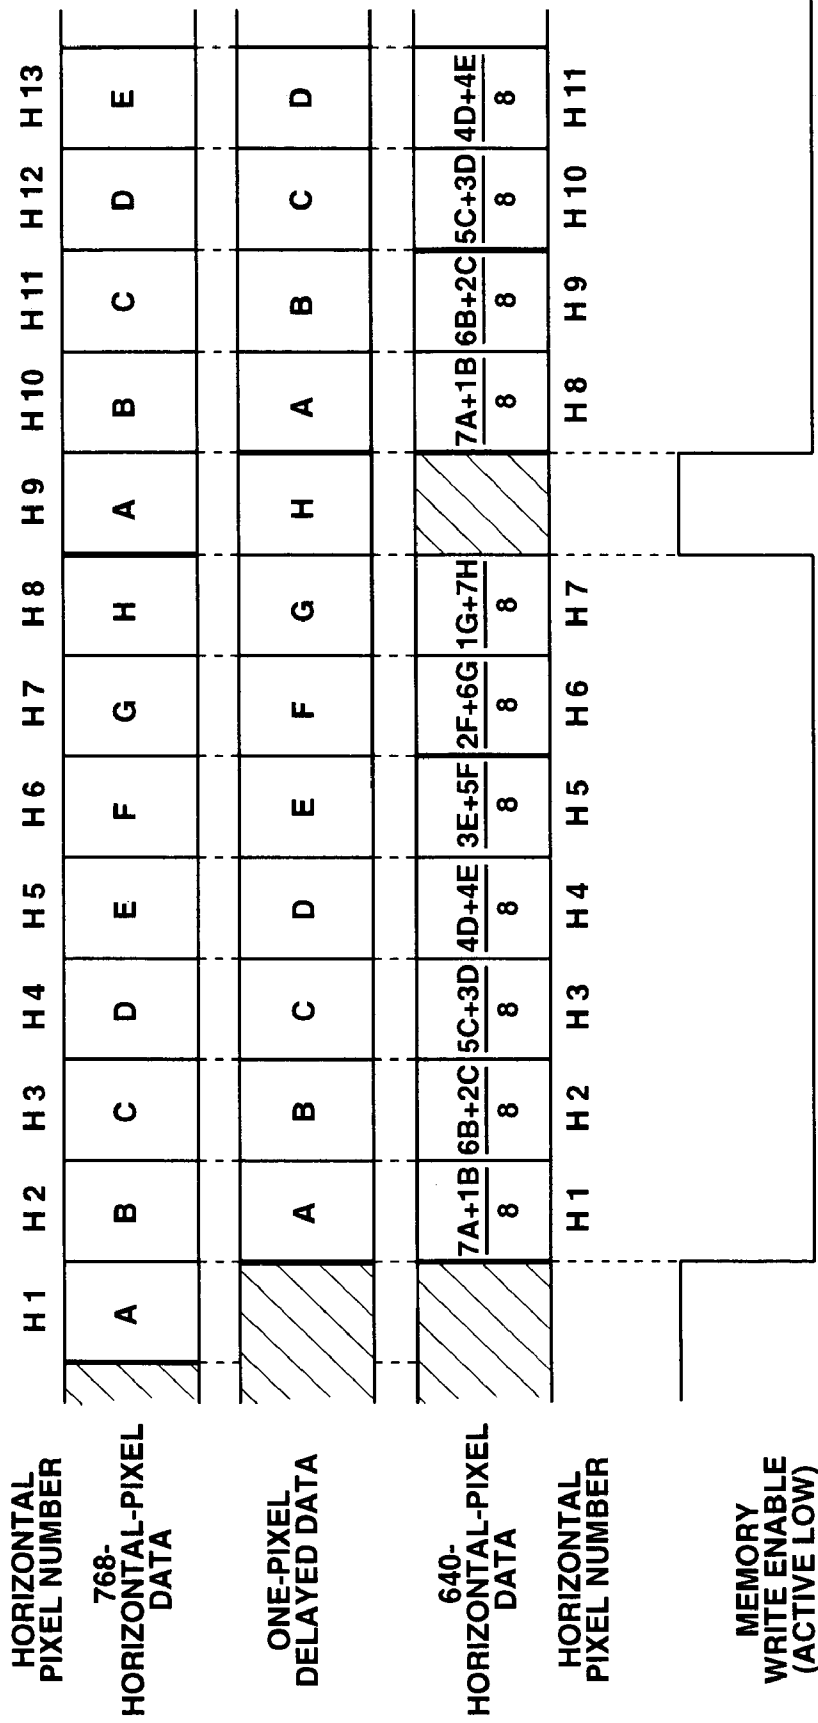 HORIZONTAL
PIXEL NUMBER
H1 H2 H3 H4 H5 H6 H7 H8 H9 H10 H11 H12 H13
768-
HORIZONTAL-PIXEL
DATA
A B C D E F G H A B C D E
ONE-PIXEL
DELAYED DATA
A B C D E F G H A B C D
640-
HORIZONTAL-PIXEL
DATA
7A+1B 6B+2C 5C+3D 4D+4E 3E+5F 2F+6G 1G+7H 7A+1B 6B+2C 5C+3D 4D+4E
8 8 8 8 8 8 8 8 8 8 8
HORIZONTAL
PIXEL NUMBER
H1 H2 H3 H4 H5 H6 H7 H8 H9 H10 H11
MEMORY
WRITE ENABLE
(ACTIVE LOW)